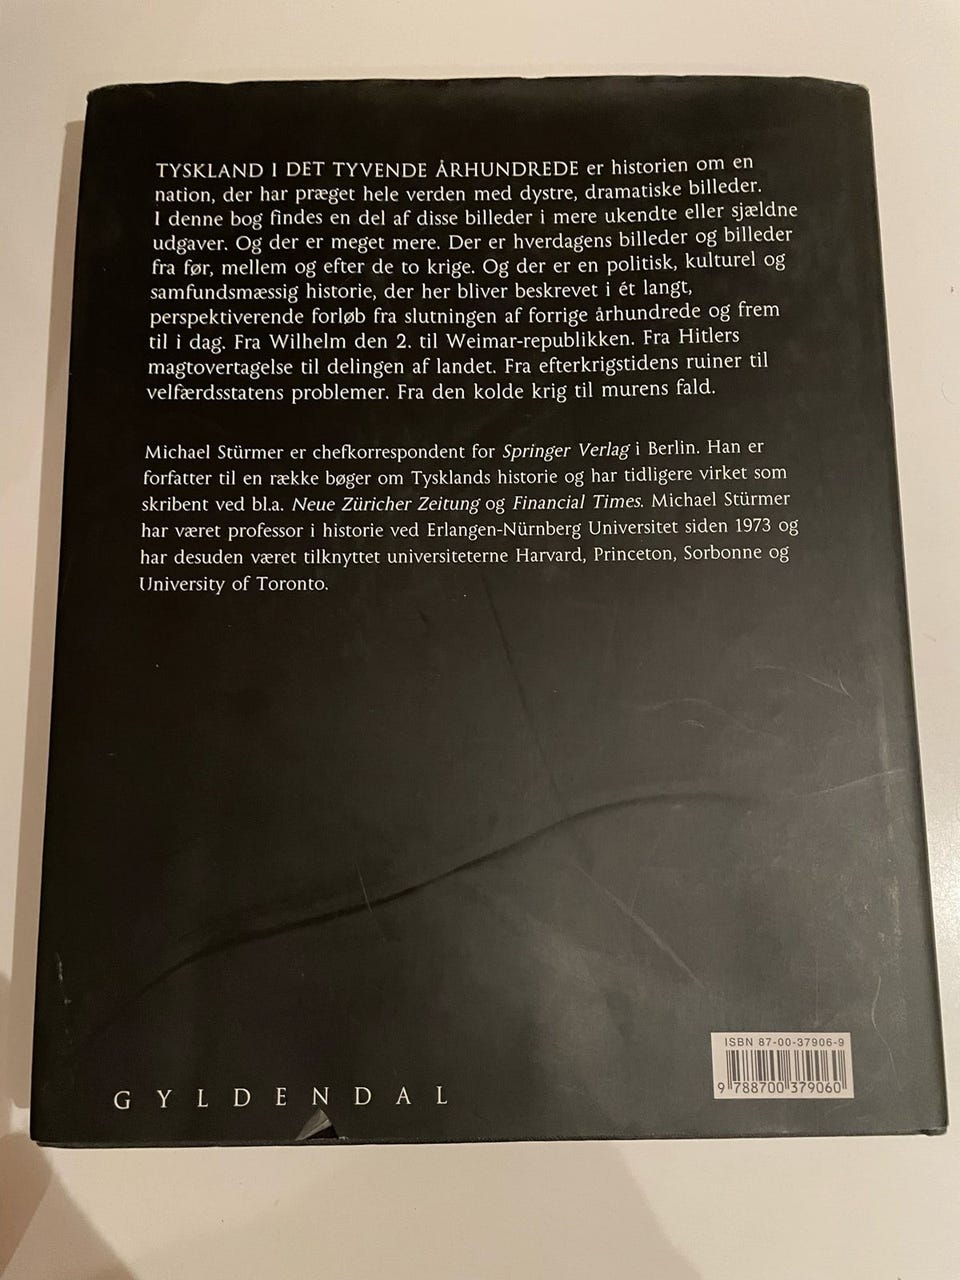 TYSKLAND I DET TYVENDE ÅRHUNDREDE er historien om en
nation, der har præget hele verden med dystre, dramatiske billeder.
I denne bog findes en del af disse billeder i mere ukendte eller sjældne
udgaver. Og der er meget mere. Der er hverdagens billeder og billeder
fra før, mellem og efter de to krige. Og der er en politisk, kulturel og
samfundsmæssig historie, der her bliver beskrevet i ét langt,
perspektiverende forløb fra slutningen af forrige århundrede og frem
til i dag. Fra Wilhelm den 2. til Weimar-republikken. Fra Hitlers
magtovertagelse til delingen af landet. Fra efterkrigstidens ruiner til
velfærdsstatens problemer. Fra den kolde krig til murens fald.
Michael Stürmer er chefkorrespondent for Springer Verlag i Berlin. Han er
forfatter til en række bøger om Tysklands historie og har tidligere virket som
skribent ved bl.a. Neue Züricher Zeitung og Financial Times. Michael Stürmer
har været professor i historie ved Erlangen-Nürnberg Universitet siden 1973 og
har desuden været tilknyttet universiteterne Harvard, Princeton, Sorbonne og
University of Toronto.
ISBN 87-00-37906-9
9 788700 379060
GYLDENDAL